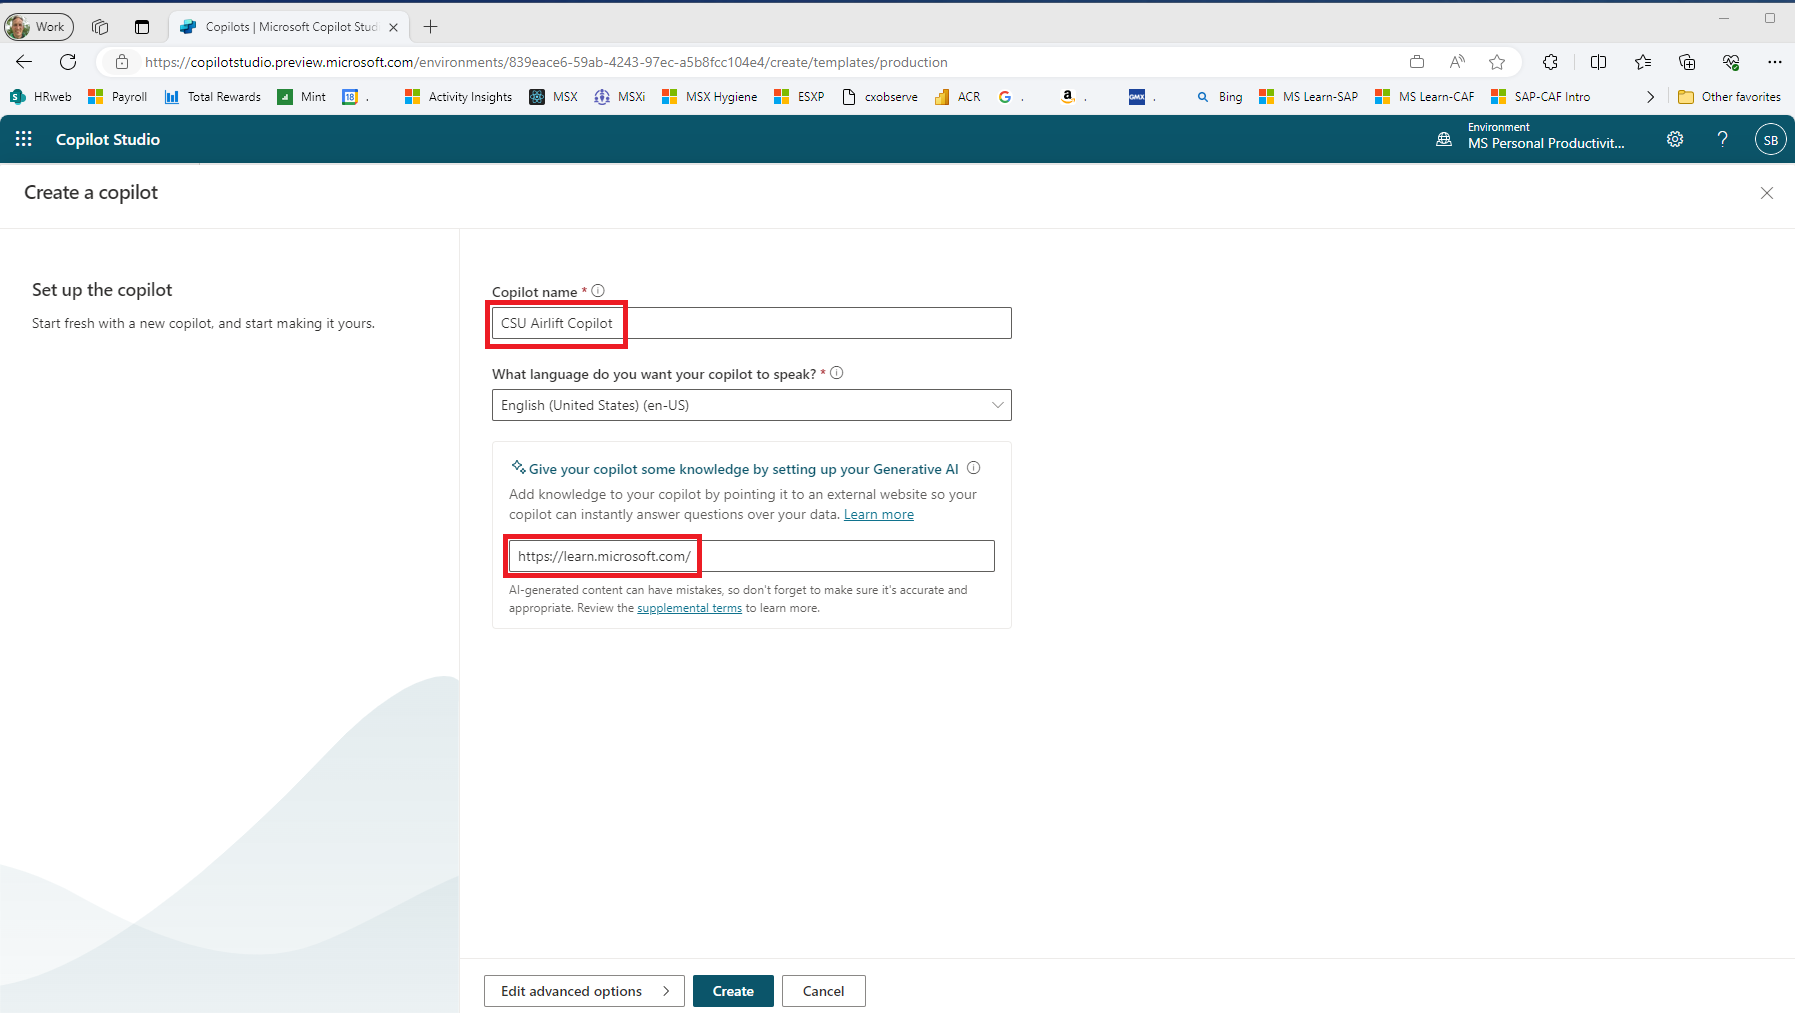 Work
Copilots | Microsoft Copilot Stud
https://copilotstudio.preview.microsoft.com/environments/839eace6-59ab-4243-97ec-a5b8fcc104e4/create/templates/production
HRweb Payroll Total Rewards Mint 18 . Activity Insights MSX MSXi MSX Hygiene ESXP cxobserve ACR . . GMX . Bing MS Learn-SAP MS Learn-CAF SAP-CAF Intro Other favorites
Copilot Studio
Environment
MS Personal Productivit...
SB
Create a copilot
Set up the copilot
Start fresh with a new copilot, and start making it yours.
Copilot name *
CSU Airlift Copilot
What language do you want your copilot to speak? *
English (United States) (en-US)
Give your copilot some knowledge by setting up your Generative AI
Add knowledge to your copilot by pointing it to an external website so your
copilot can instantly answer questions over your data. Learn more
https://learn.microsoft.com/
AI-generated content can have mistakes, so don't forget to make sure it's accurate and
appropriate. Review the supplemental terms to learn more.
Edit advanced options
Create
Cancel